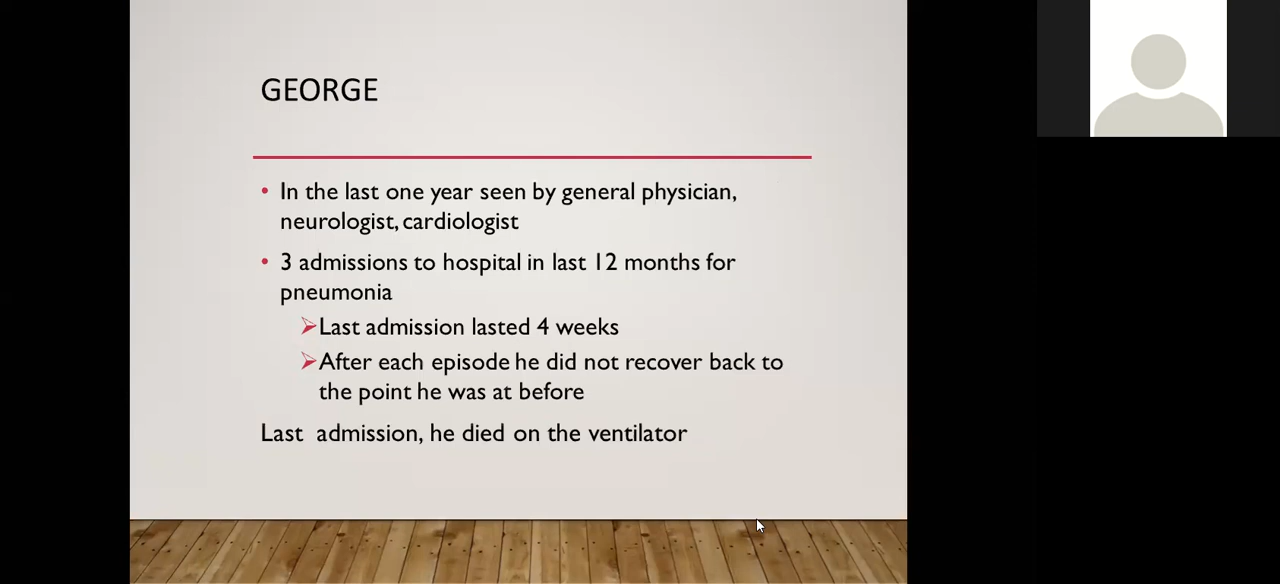 GEORGE
• In the last one year seen by general physician,
neurologist, cardiologist
• 3 admissions to hospital in last 12 months for
pneumonia
➢Last admission lasted 4 weeks
➢After each episode he did not recover back to
the point he was at before
Last admission, he died on the ventilator